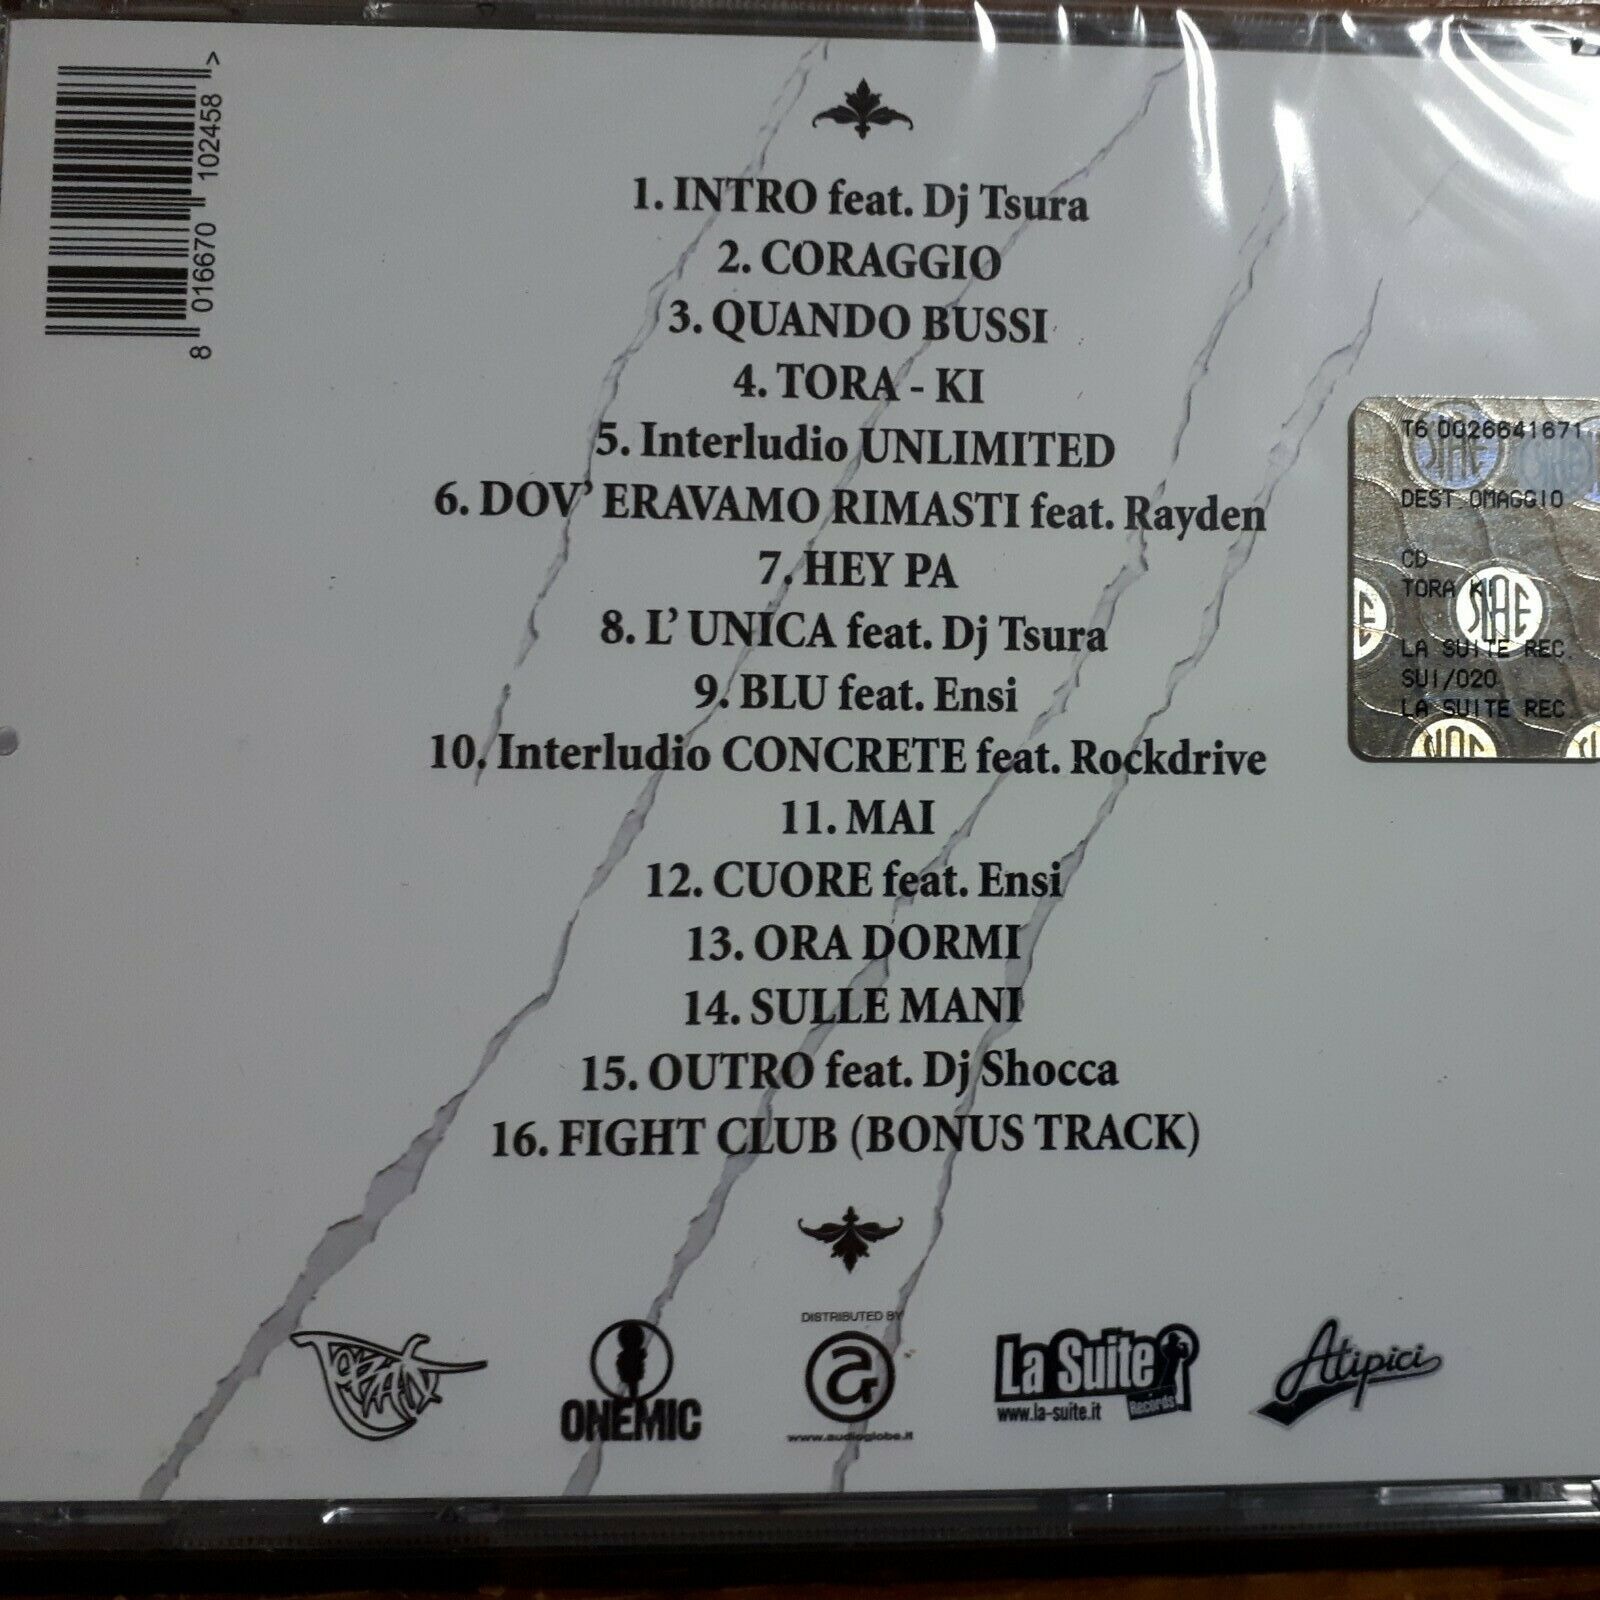 8 016670 102458 >
1. INTRO feat. Dj Tsura
2. CORAGGIO
3. QUANDO BUSSI
4. TORA - KI
5. Interludio UNLIMITED
6. DOV' ERAVAMO RIMASTI feat. Rayden
7. HEY PA
8. L' UNICA feat. Dj Tsura
9. BLU feat. Ensi
10. Interludio CONCRETE feat. Rockdrive
11. MAI
12. CUORE feat. Ensi
13. ORA DORMI
14. SULLE MANI
15. OUTRO feat. Dj Shocca
16. FIGHT CLUB (BONUS TRACK)
T6 0026641671
DEST.OMAGGIO
CD
TORA KI
SIAE
LA SUITE REC.
SUI/020
LA SUITE REC.
ONEMIC
DISTRIBUTED BY
www.audioglobe.it
La Suite
Records
www.la-suite.it
Atipici